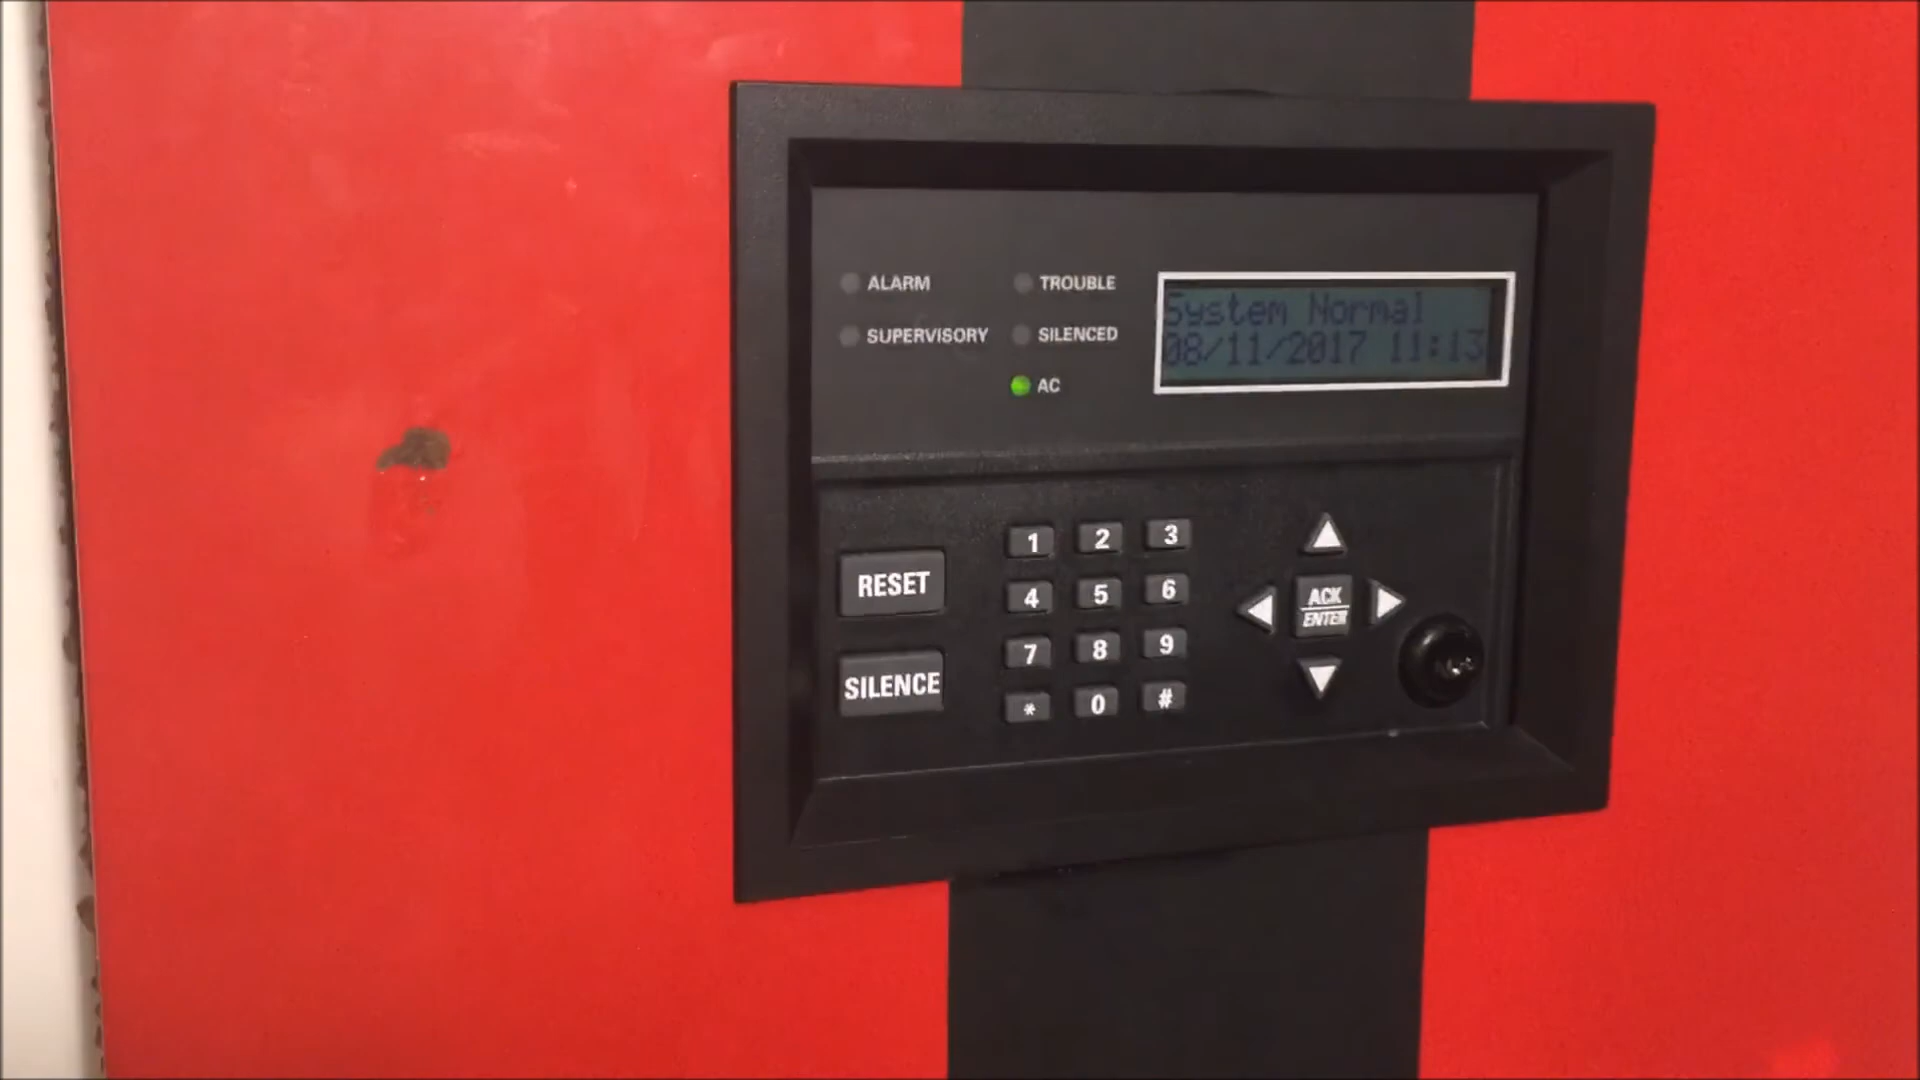 ALARM
TROUBLE
SUPERVISORY
SILENCED
AC
System Normal
08/11/2017 11:13
RESET
SILENCE
1 2 3
4 5 6
7 8 9
* 0 #
ACK
ENTER